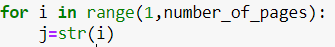 for i in range(1,number_of_pages):
    j=str(i)